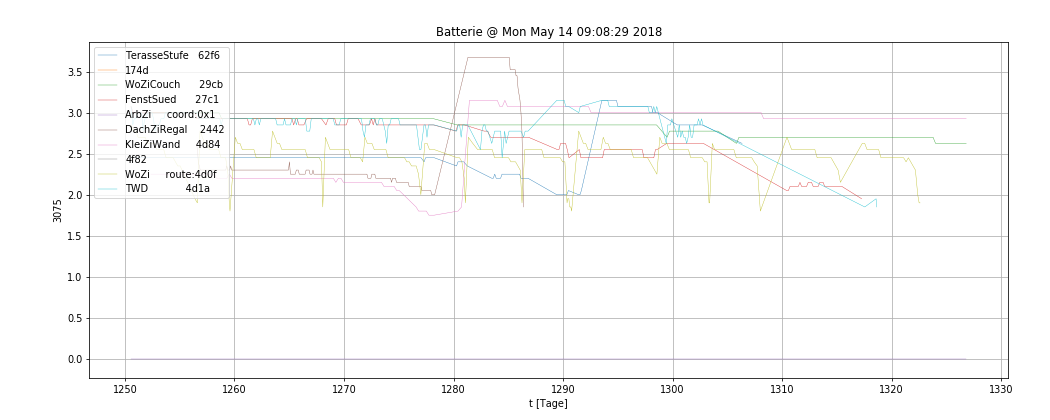 Batterie @ Mon May 14 09:08:29 2018
TerasseStufe 62f6
174d
WoZiCouch 29cb
FenstSued 27c1
ArbZi coord:0x1
DachZiRegal 2442
KleiZiWand 4d84
4f82
WoZi route:4d0f
TWD 4d1a
3.5
3.0
2.5
2.0
1.5
1.0
0.5
0.0
3075
1250 1260 1270 1280 1290 1300 1310 1320 1330
t [Tage]